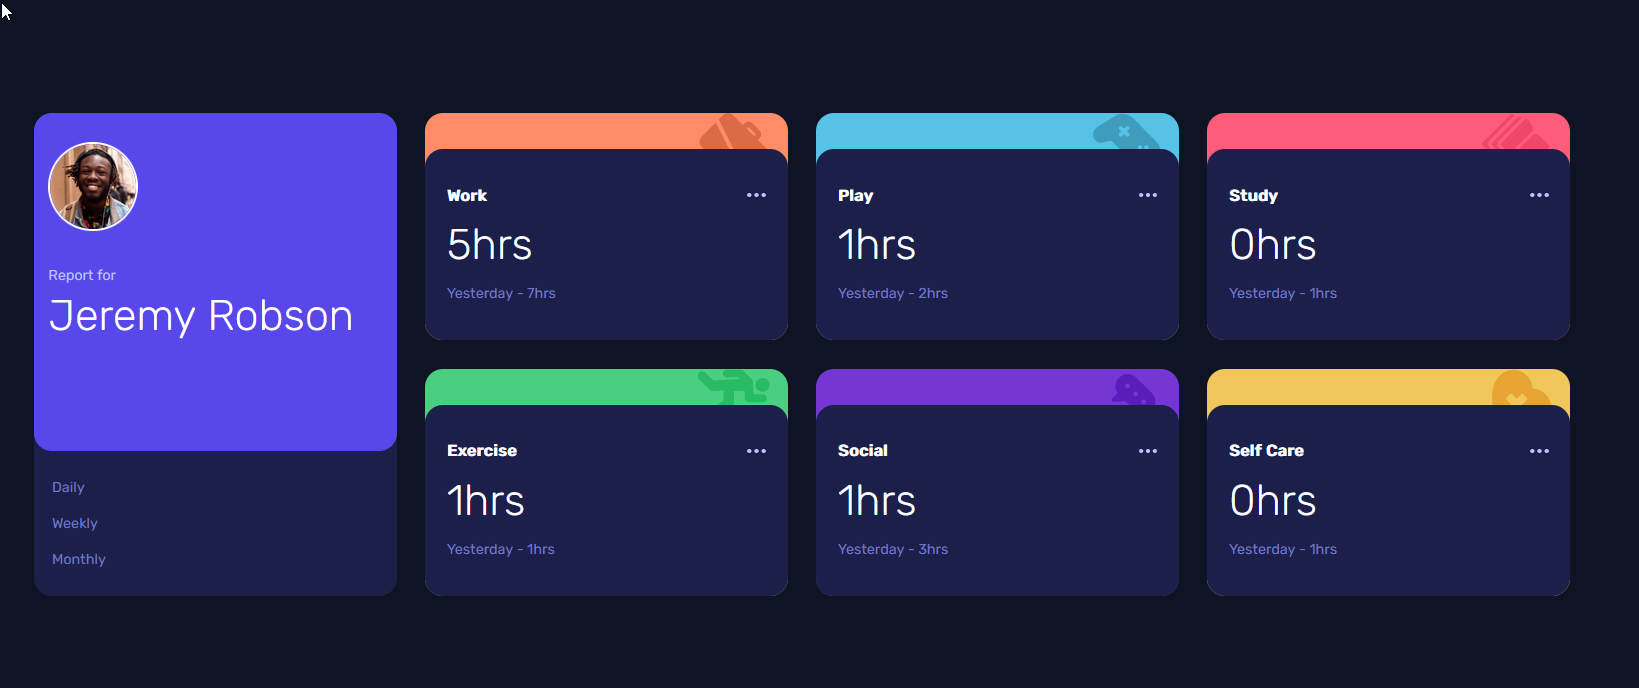 Report for
Jeremy Robson
Daily
Weekly
Monthly
Work
5hrs
Yesterday - 7hrs
Play
1hrs
Yesterday - 2hrs
Study
0hrs
Yesterday - 1hrs
Exercise
1hrs
Yesterday - 1hrs
Social
1hrs
Yesterday - 3hrs
Self Care
0hrs
Yesterday - 1hrs